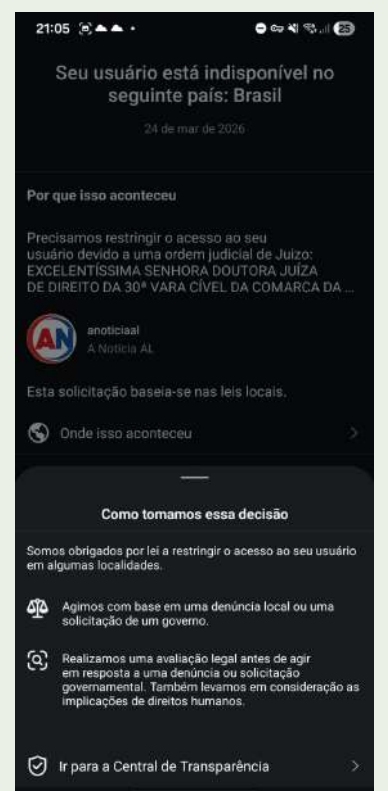 21:05
25
Seu usuário está indisponível no
seguinte país: Brasil
24 de mar de 2026
Por que isso aconteceu
Precisamos restringir o acesso ao seu
usuário devido a uma ordem judicial de Juizo:
EXCELENTÍSSIMA SENHORA DOUTORA JUÍZA
DE DIREITO DA 30ª VARA CÍVEL DA COMARCA DA ...
AN
anoticiaal
A Notícia AL
Esta solicitação baseia-se nas leis locais.
Onde isso aconteceu
Como tomamos essa decisão
Somos obrigados por lei a restringir o acesso ao seu usuário
em algumas localidades.
Agimos com base em uma denúncia local ou uma
solicitação de um governo.
Realizamos uma avaliação legal antes de agir
em resposta a uma denúncia ou solicitação
governamental. Também levamos em consideração as
implicações de direitos humanos.
Ir para a Central de Transparência